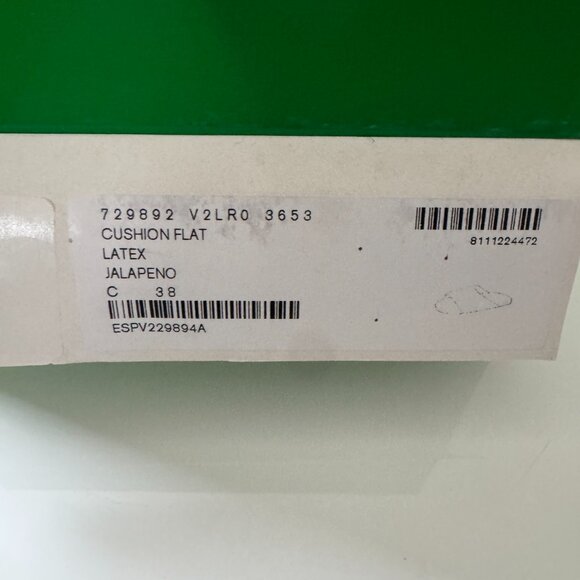 729892 V2LR0 3653
CUSHION FLAT
LATEX
JALAPENO
C 38
ESPV229894A
8111224472